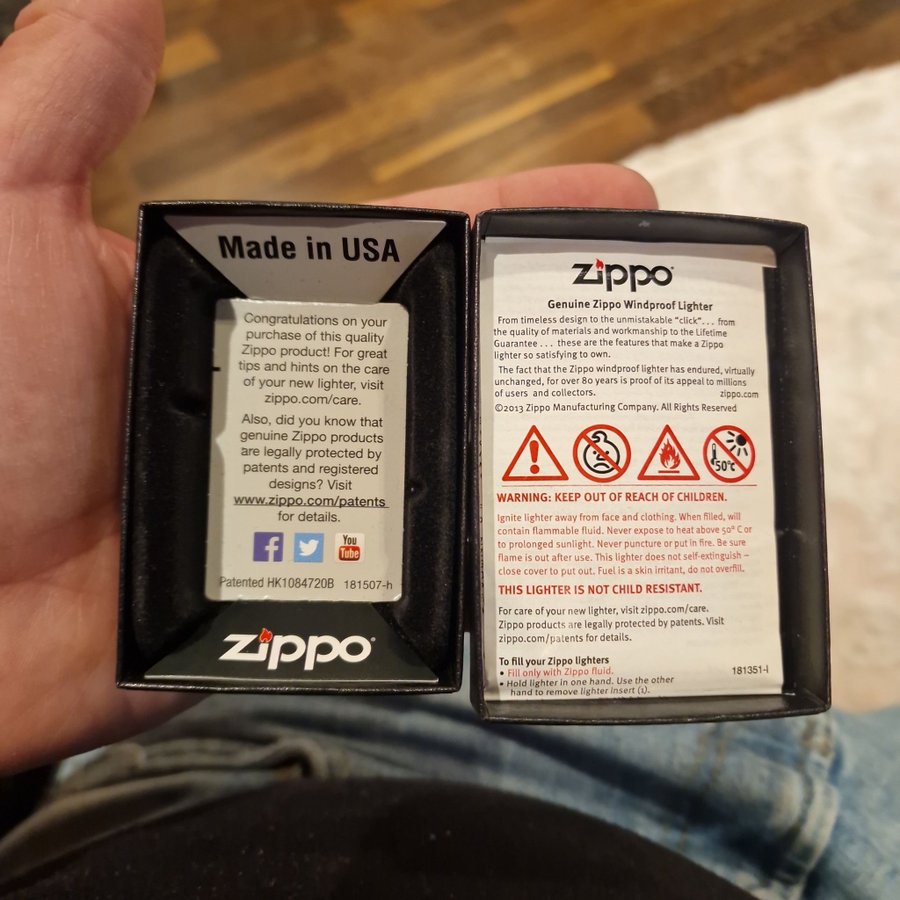 Made in USA
Congratulations on your
purchase of this quality
Zippo product! For great
tips and hints on the care
of your new lighter, visit
zippo.com/care.
Also, did you know that
genuine Zippo products
are legally protected by
patents and registered
designs? Visit
www.zippo.com/patents
for details.
f
You
Tube
Patented HK1084720B 181507-h
zippo
zippo
Genuine Zippo Windproof Lighter
From timeless design to the unmistakable “click”. . . from
the quality of materials and workmanship to the Lifetime
Guarantee . . . these are the features that make a Zippo
lighter so satisfying to own.
The fact that the Zippo windproof lighter has endured, virtually
unchanged, for over 80 years is proof of its appeal to millions
of users and collectors. zippo.com
©2013 Zippo Manufacturing Company. All Rights Reserved
50°C
WARNING: KEEP OUT OF REACH OF CHILDREN.
Ignite lighter away from face and clothing. When filled, will
contain flammable fluid. Never expose to heat above 50° C or
to prolonged sunlight. Never puncture or put in fire. Be sure
flame is out after use. This lighter does not self-extinguish –
close cover to put out. Fuel is a skin irritant, do not overfill.
THIS LIGHTER IS NOT CHILD RESISTANT.
For care of your new lighter, visit zippo.com/care.
Zippo products are legally protected by patents. Visit
zippo.com/patents for details.
To fill your Zippo lighters
• Fill only with Zippo fluid. 181351-I
• Hold lighter in one hand. Use the other
hand to remove lighter insert (1).